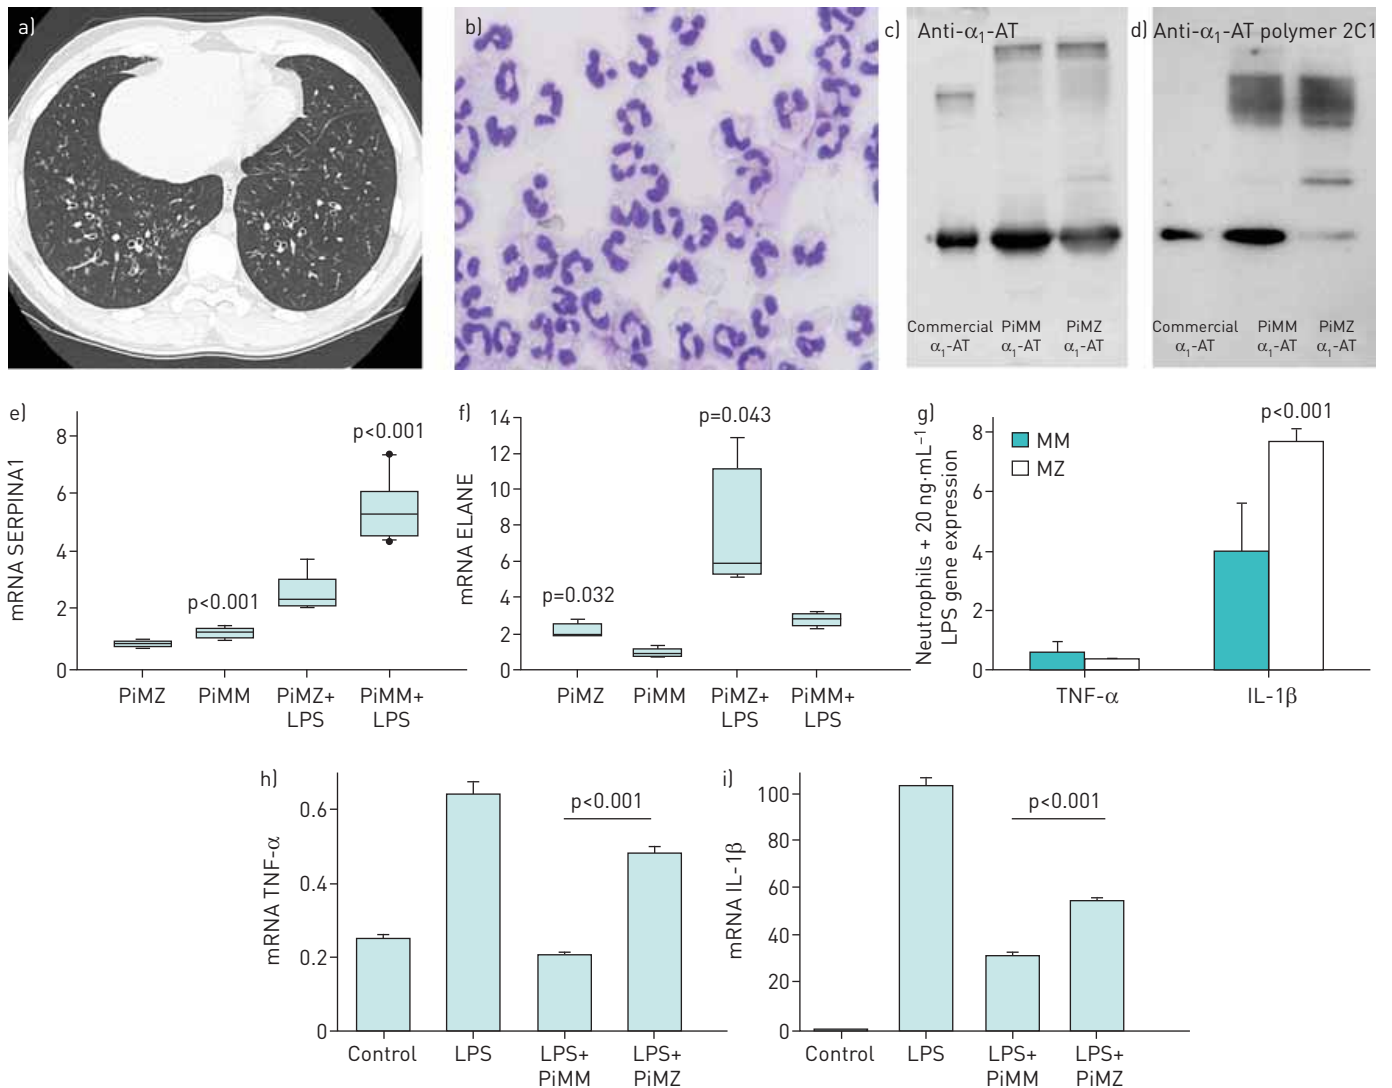 a)
b)
c) Anti-α₁-AT
Commercial PiMM PiMZ
α₁-AT α₁-AT α₁-AT
d) Anti-α₁-AT polymer 2C1
Commercial PiMM PiMZ
α₁-AT α₁-AT α₁-AT
e)
mRNA SERPINA1
8
6
4
2
0
p<0.001
p<0.001
PiMZ PiMM PiMZ+ PiMM+
LPS LPS
f)
mRNA ELANE
14
12
10
8
6
4
2
0
p=0.032
p=0.043
PiMZ PiMM PiMZ+ PiMM+
LPS LPS
g)
Neutrophils + 20 ng·mL⁻¹
LPS gene expression
8
6
4
2
0
MM
MZ
p<0.001
TNF-α IL-1β
h)
mRNA TNF-α
0.6
0.4
0.2
0
p<0.001
Control LPS LPS+ LPS+
PiMM PiMZ
i)
mRNA IL-1β
100
80
60
40
20
0
p<0.001
Control LPS LPS+ LPS+
PiMM PiMZ